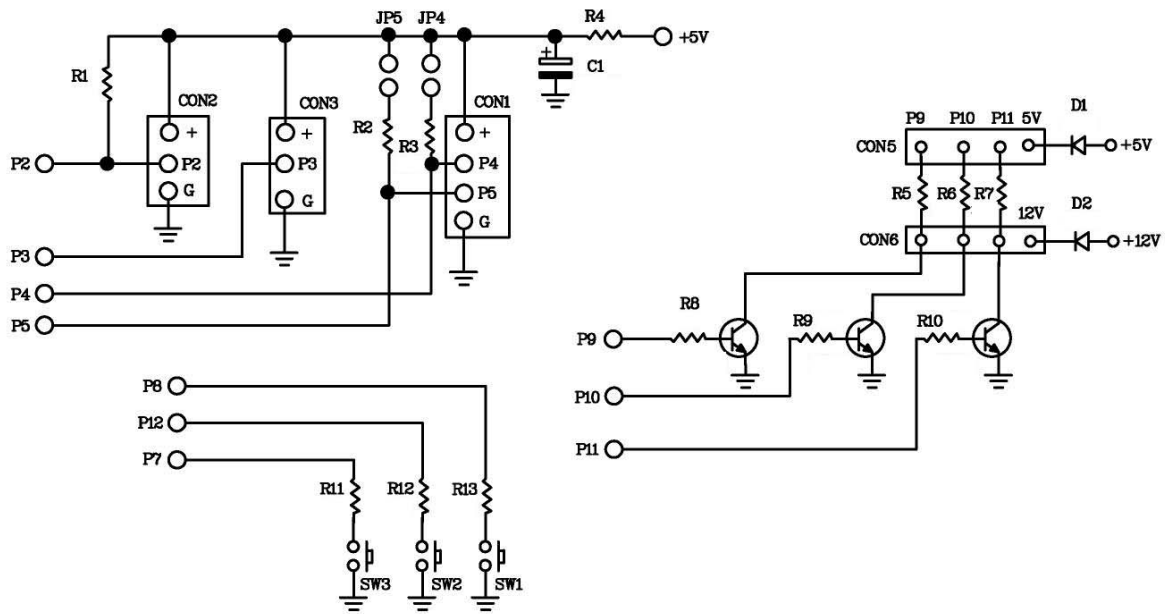 JP5 JP4 R4
+5V
+
C1
R1
CON2 CON3 CON1
R2 R3
+ + +
P2 P2 P3 P4
G G P5
G
P3
P4
P5
P9 P10 P11 5V D1
CON5 +5V
R5 R6 R7
12V D2
CON6 +12V
R8 R9 R10
P9
P10
P11
P8
P12
P7
R11 R12 R13
SW3 SW2 SW1